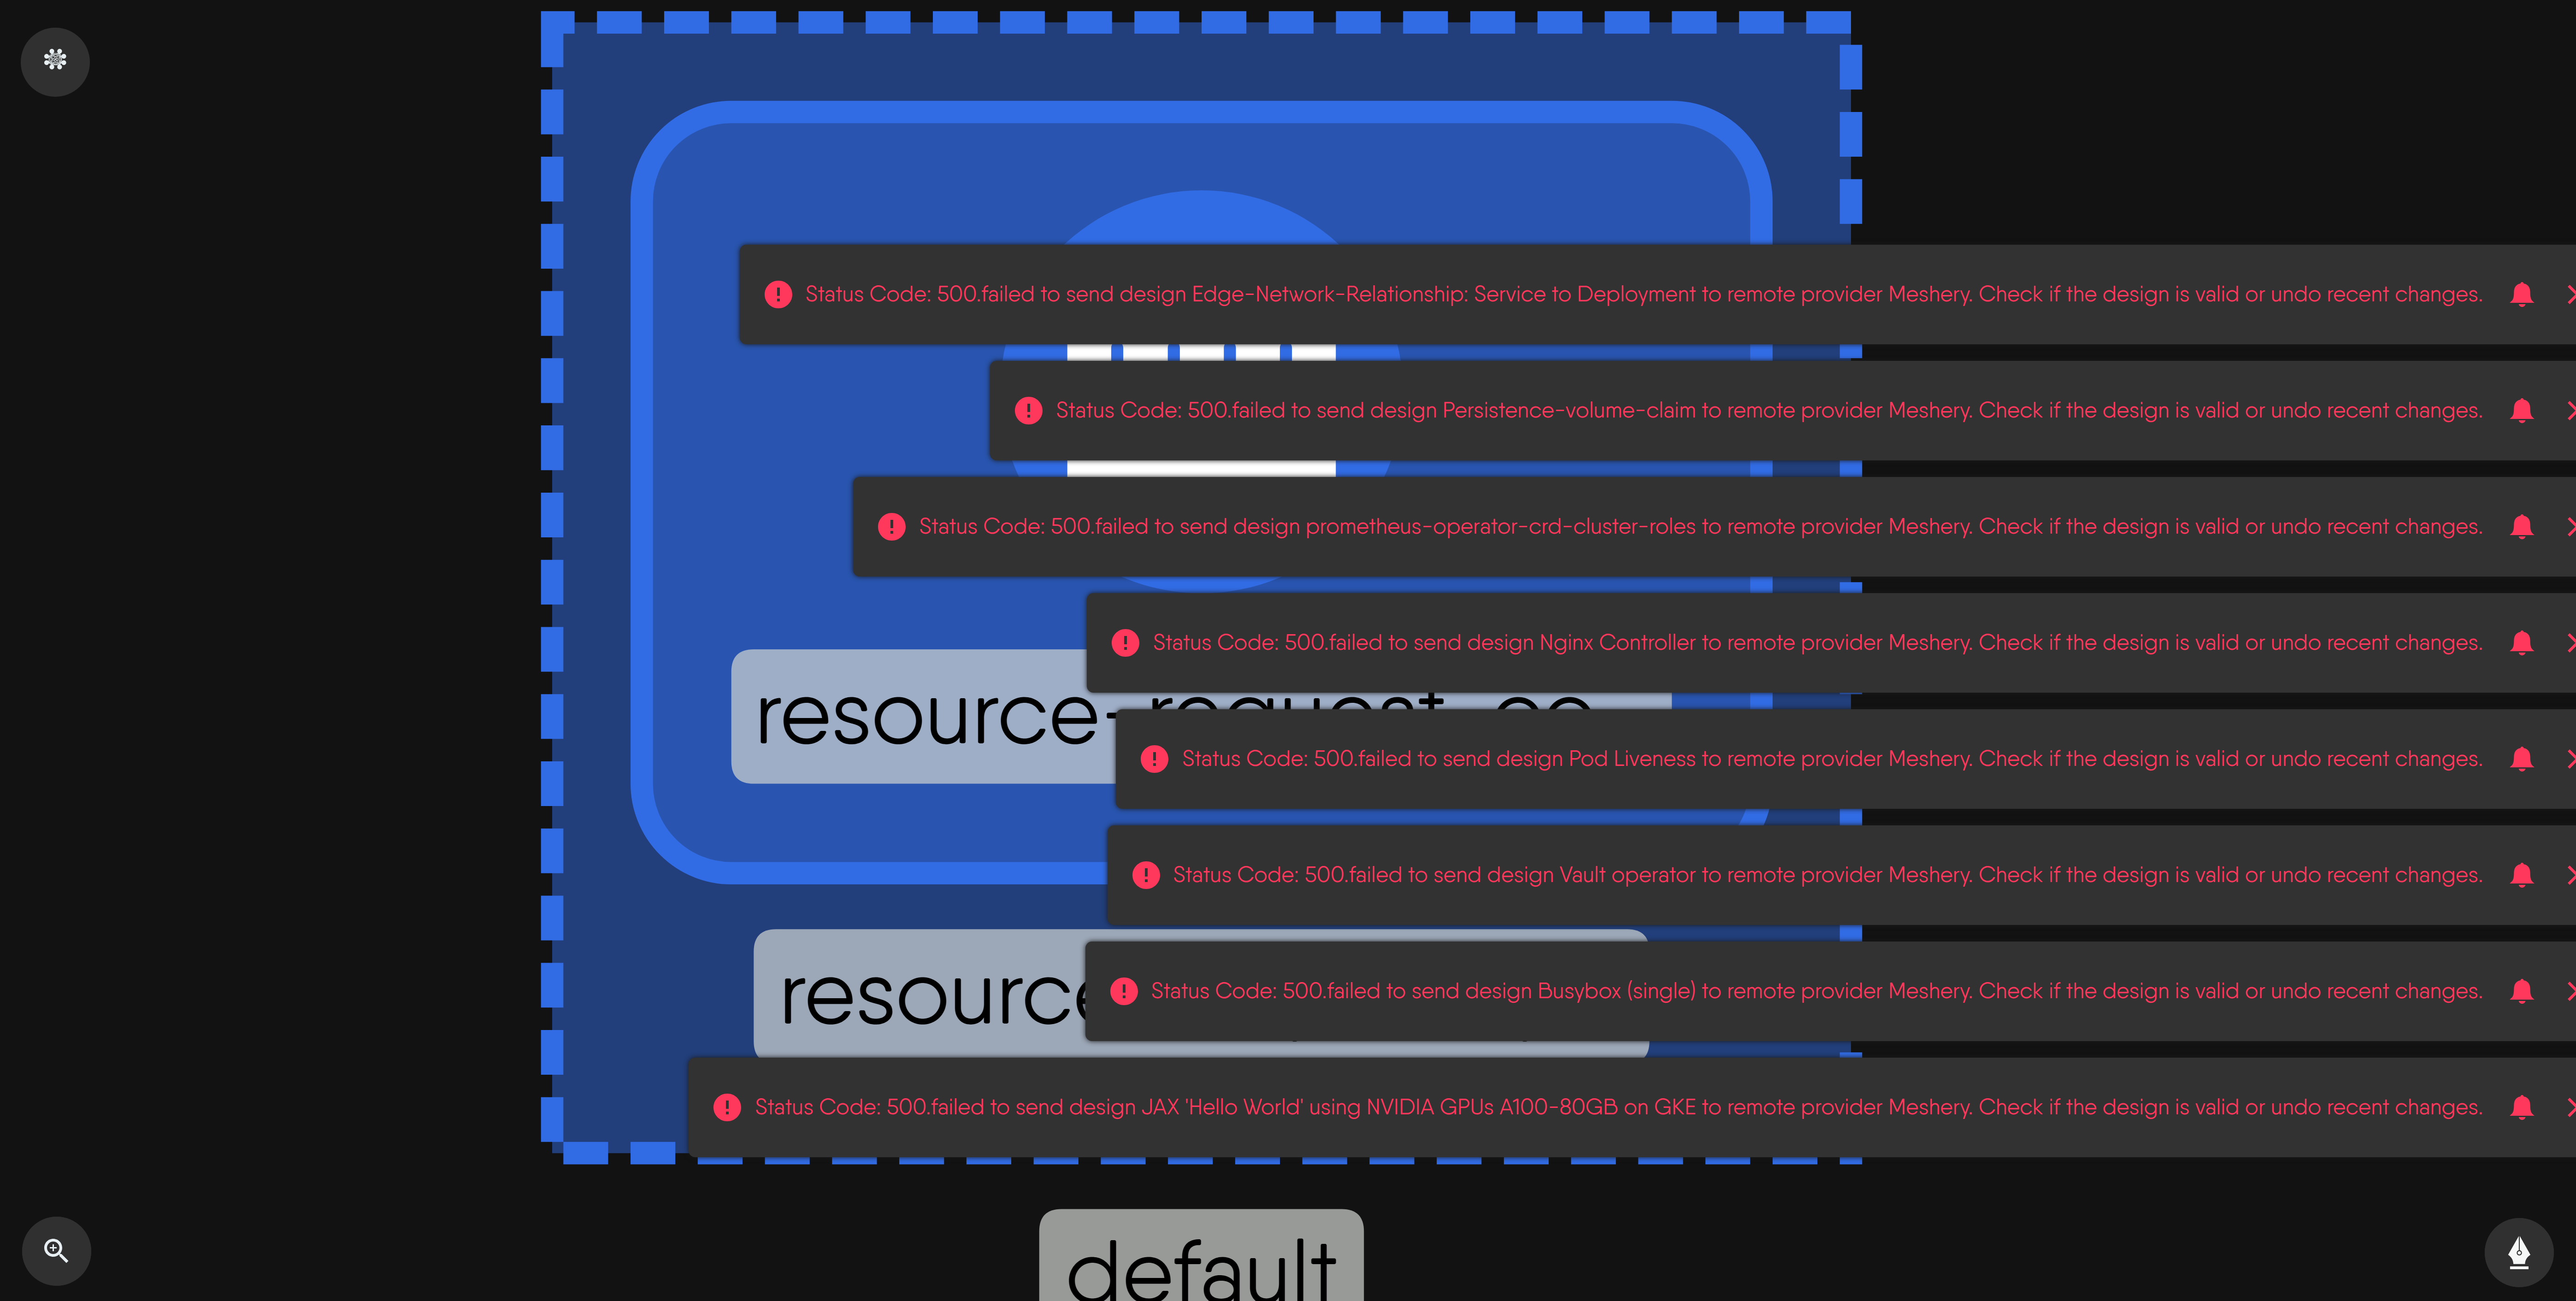 Status Code: 500.failed to send design Edge-Network-Relationship: Service to Deployment to remote provider Meshery. Check if the design is valid or undo recent changes.
Status Code: 500.failed to send design Persistence-volume-claim to remote provider Meshery. Check if the design is valid or undo recent changes.
Status Code: 500.failed to send design prometheus-operator-crd-cluster-roles to remote provider Meshery. Check if the design is valid or undo recent changes.
Status Code: 500.failed to send design Nginx Controller to remote provider Meshery. Check if the design is valid or undo recent changes.
resource-
Status Code: 500.failed to send design Pod Liveness to remote provider Meshery. Check if the design is valid or undo recent changes.
Status Code: 500.failed to send design Vault operator to remote provider Meshery. Check if the design is valid or undo recent changes.
resource
Status Code: 500.failed to send design Busybox (single) to remote provider Meshery. Check if the design is valid or undo recent changes.
Status Code: 500.failed to send design JAX 'Hello World' using NVIDIA GPUs A100-80GB on GKE to remote provider Meshery. Check if the design is valid or undo recent changes.
default